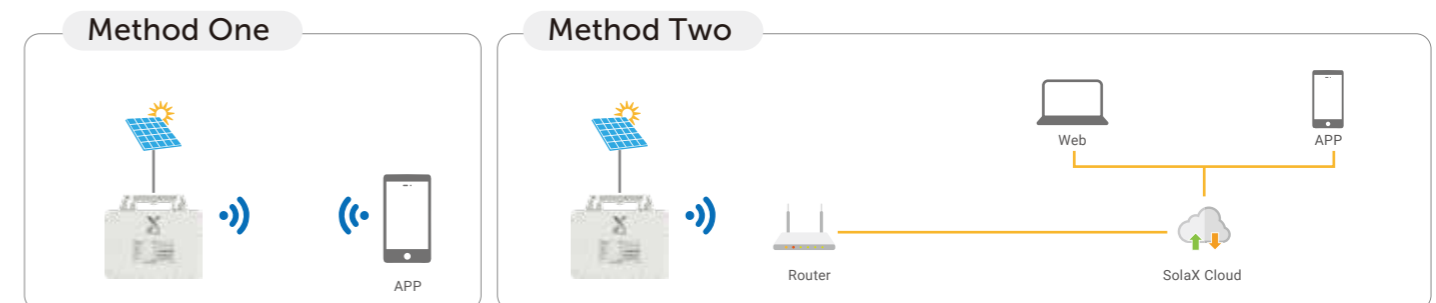 Method One
APP
Method Two
Web
APP
Router
SolaX Cloud